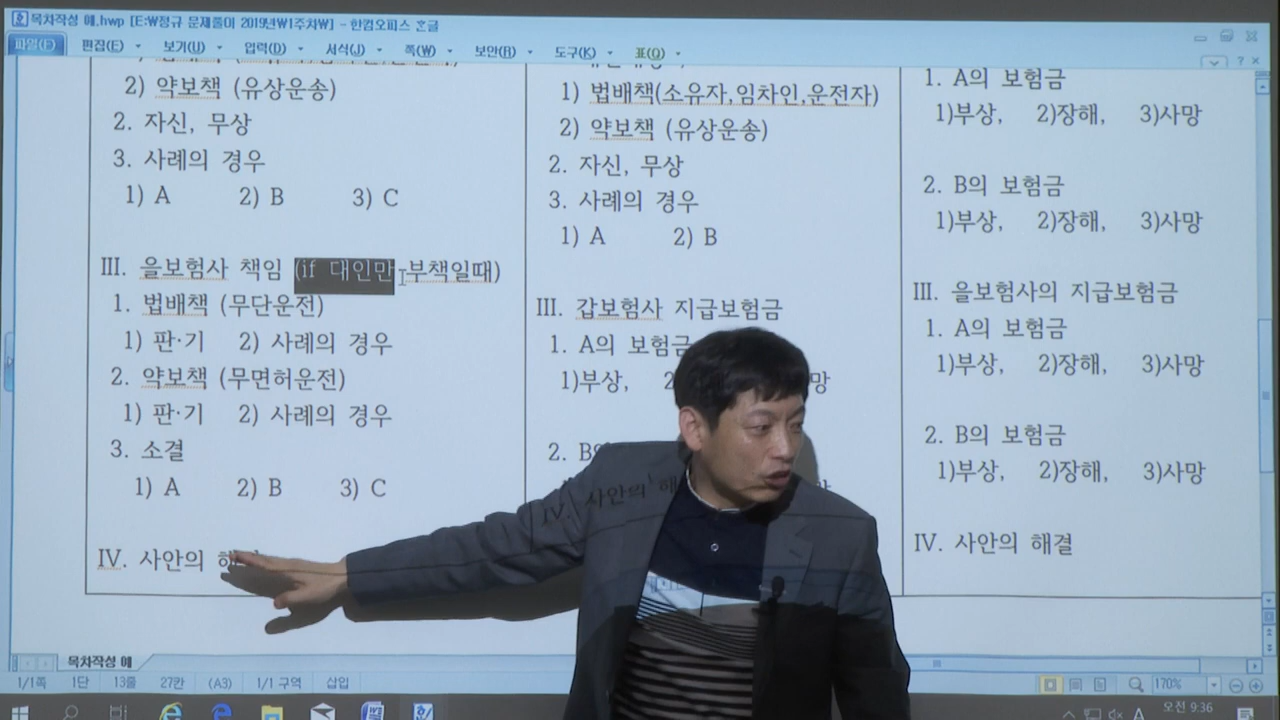 목차작성 예.hwp [E:\정규 문제풀이 2019년\1주차\] - 한컴오피스 흔글
파일(F) 편집(E) 보기(U) 입력(D) 서식(J) 쪽(W) 보안(B) 도구(K) 표(Q)
2) 약보책 (유상운송)
2. 자신, 무상
3. 사례의 경우
1) A 2) B 3) C
III. 을보험사 책임 (if 대인만 부책일때)
1. 법배책 (무단운전)
1) 판·기 2) 사례의 경우
2. 약보책 (무면허운전)
1) 판·기 2) 사례의 경우
3. 소결
1) A 2) B 3) C
IV. 사안의 해
1) 법배책(소유자,임차인,운전자)
2) 약보책 (유상운송)
2. 자신, 무상
3. 사례의 경우
1) A 2) B
III. 갑보험사 지급보험금
1. A의 보험금
1)부상, 2 망
2. B의
IV. 사안의 해
1. A의 보험금
1)부상, 2)장해, 3)사망
2. B의 보험금
1)부상, 2)장해, 3)사망
III. 을보험사의 지급보험금
1. A의 보험금
1)부상, 2)장해, 3)사망
2. B의 보험금
1)부상, 2)장해, 3)사망
IV. 사안의 해결
목차작성 예
1/1쪽 1단 13줄 27칸 (A3) 1/1 구역 삽입 170%
A 오전 9:36